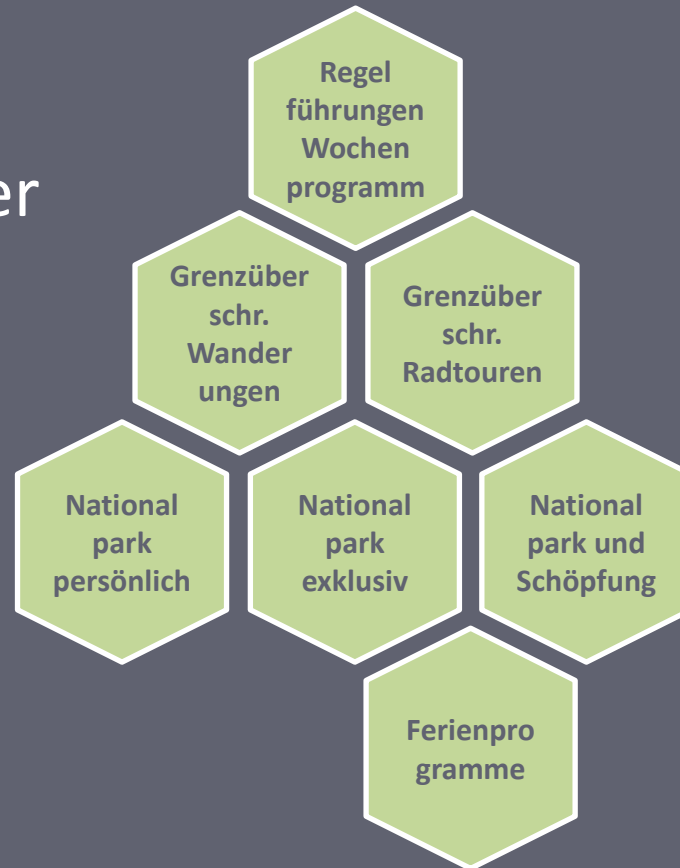 er
Regel
führungen
Wochen
programm
Grenzüber
schr.
Wander
ungen
Grenzüber
schr.
Radtouren
National
park
persönlich
National
park
exklusiv
National
park und
Schöpfung
Ferienpro
gramme